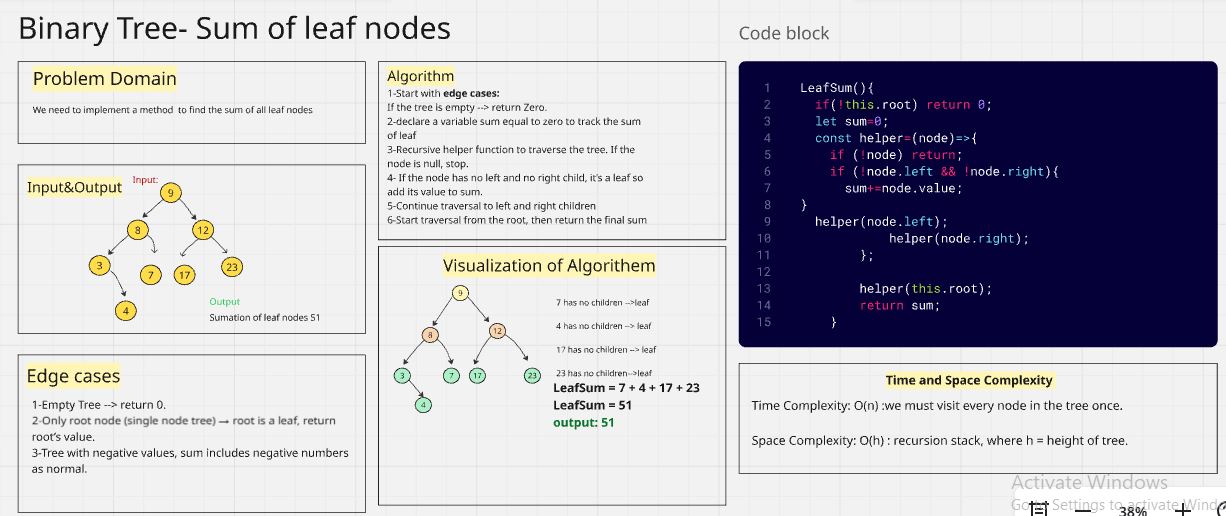 Binary Tree- Sum of leaf nodes
Problem Domain
We need to implement a method to find the sum of all leaf nodes
Input&Output
Input:
9
8
12
3
7
17
23
4
Output
Sumation of leaf nodes 51
Edge cases
1-Empty Tree --> return 0.
2-Only root node (single node tree) → root is a leaf, return
root's value.
3-Tree with negative values, sum includes negative numbers
as normal.
Algorithm
1-Start with edge cases:
If the tree is empty --> return Zero.
2-declare a variable sum equal to zero to track the sum
of leaf
3-Recursive helper function to traverse the tree. If the
node is null, stop.
4- If the node has no left and no right child, it's a leaf so
add its value to sum.
5-Continue traversal to left and right children
6-Start traversal from the root, then return the final sum
Visualization of Algorithem
9
8
12
3
7
17
23
4
7 has no children -->leaf
4 has no children --> leaf
17 has no children --> leaf
23 has no children-->leaf
LeafSum = 7 + 4 + 17 + 23
LeafSum = 51
output: 51
Code block
1 LeafSum(){
2 if(!this.root) return 0;
3 let sum=0;
4 const helper=(node)=>{
5 if (!node) return;
6 if (!node.left && !node.right){
7 sum+=node.value;
8 }
9 helper(node.left);
10 helper(node.right);
11 };
12
13 helper(this.root);
14 return sum;
15 }
Time and Space Complexity
Time Complexity: O(n) :we must visit every node in the tree once.
Space Complexity: O(h) : recursion stack, where h = height of tree.
Activate Windows
Go to Settings to activate Windows
38%